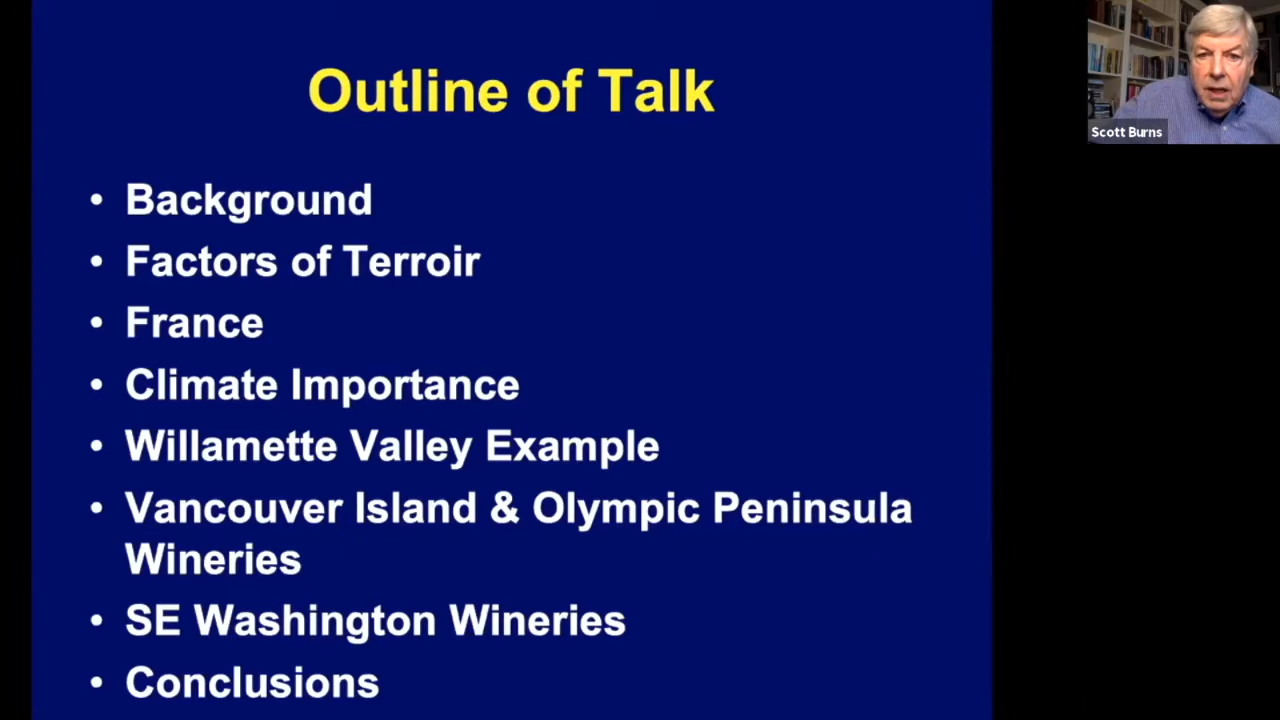 Outline of Talk
• Background
• Factors of Terroir
• France
• Climate Importance
• Willamette Valley Example
• Vancouver Island & Olympic Peninsula
Wineries
• SE Washington Wineries
• Conclusions
Scott Burns